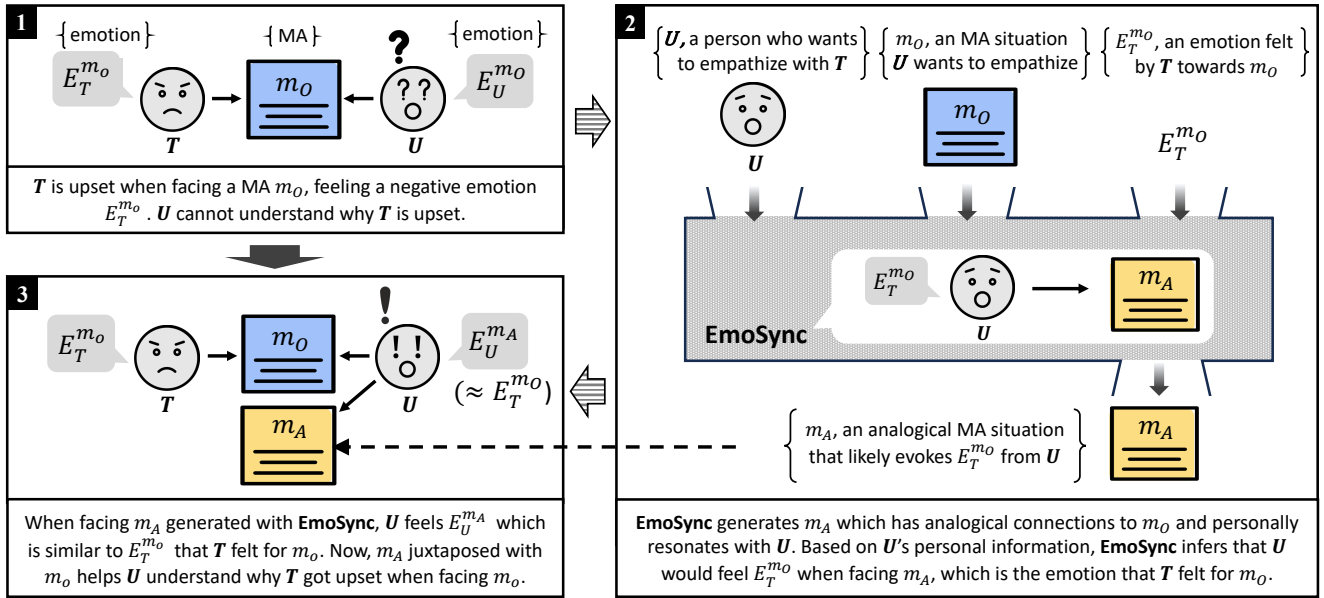 1
{emotion}
{MA}
?
{emotion}
E_T^{m_o}
m_O
? ?
E_U^{m_O}
T
U
T is upset when facing a MA m_O, feeling a negative emotion
E_T^{m_o} . U cannot understand why T is upset.
2
U, a person who wants
to empathize with T
m_O, an MA situation
U wants to empathize
E_T^{m_O}, an emotion felt
by T towards m_O
m_O
E_T^{m_O}
U
E_T^{m_O}
m_A
U
EmoSync
m_A, an analogical MA situation
that likely evokes E_T^{m_O} from U
m_A
EmoSync generates m_A which has analogical connections to m_O and personally
resonates with U. Based on U's personal information, EmoSync infers that U
would feel E_T^{m_O} when facing m_A, which is the emotion that T felt for m_O.
3
!
E_T^{m_o}
m_O
! !
E_U^{m_A}
T
U
(≈ E_T^{m_O})
m_A
When facing m_A generated with EmoSync, U feels E_U^{m_A} which
is similar to E_T^{m_o} that T felt for m_o. Now, m_A juxtaposed with
m_o helps U understand why T got upset when facing m_o.